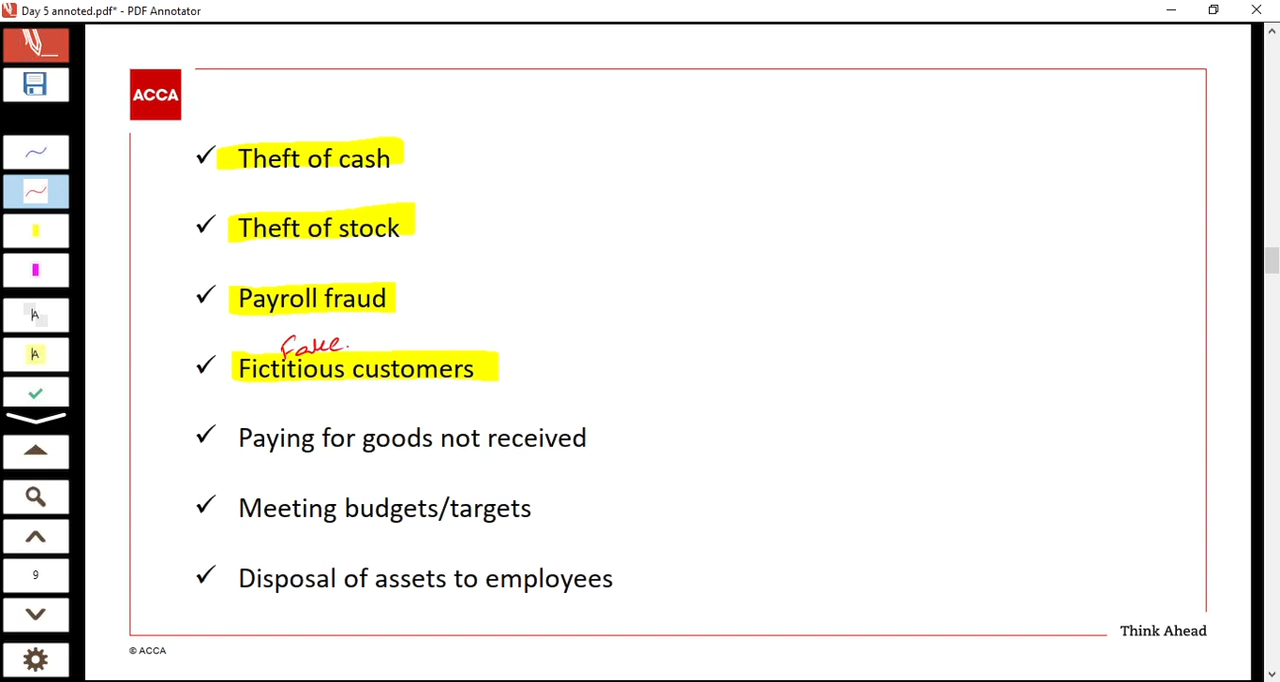 Day 5 annoted.pdf* - PDF Annotator
ACCA
✓ Theft of cash
✓ Theft of stock
✓ Payroll fraud
Fake.
✓ Fictitious customers
✓ Paying for goods not received
✓ Meeting budgets/targets
✓ Disposal of assets to employees
9
Think Ahead
© ACCA